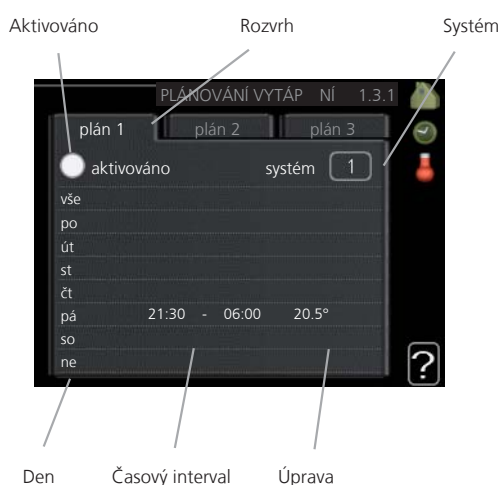 Aktivováno Rozvrh Systém
PLÁNOVÁNÍ VYTÁP NÍ 1.3.1
plán 1 plán 2 plán 3
aktivováno systém 1
vše
po
út
st
čt
pá 21:30 - 06:00 20.5°
so
ne
?
Den Časový interval Úprava